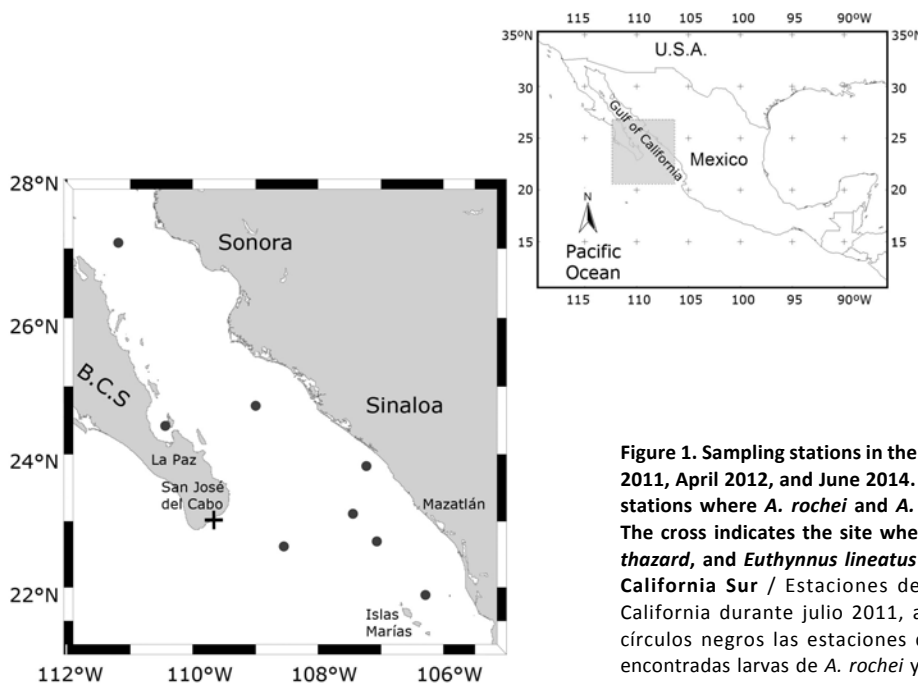 115 110 105 100 95 90ºW
35ºN 35ºN
U.S.A.
30 30
Gulf of California
25 25
Mexico
20 20
N
15 15
Pacific
Ocean
115 110 105 100 95 90ºW
28ºN
Sonora
26ºN
B.C.S
Sinaloa
24ºN
La Paz
San José
del Cabo
Mazatlán
22ºN
Islas
Marías
112ºW 110ºW 108ºW 106ºW
Figure 1. Sampling stations in the
2011, April 2012, and June 2014.
stations where A. rochei and A.
The cross indicates the site whe
thazard, and Euthynnus lineatus
California Sur / Estaciones de
California durante julio 2011, a
círculos negros las estaciones
encontradas larvas de A. rochei y